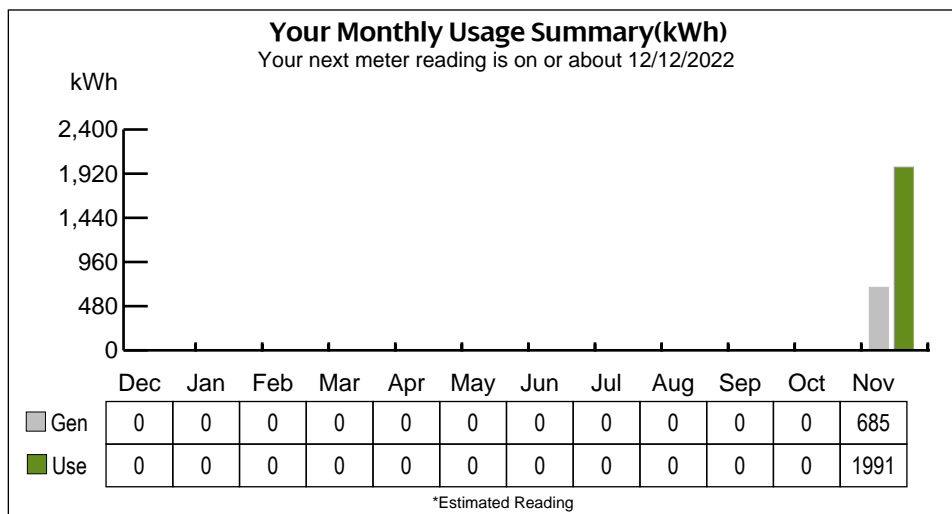 Your Monthly Usage Summary(kWh)
Your next meter reading is on or about 12/12/2022
kWh
2,400
1,920
1,440
960
480
0
Dec Jan Feb Mar Apr May Jun Jul Aug Sep Oct Nov
Gen 0 0 0 0 0 0 0 0 0 0 0 685
Use 0 0 0 0 0 0 0 0 0 0 0 1991
*Estimated Reading